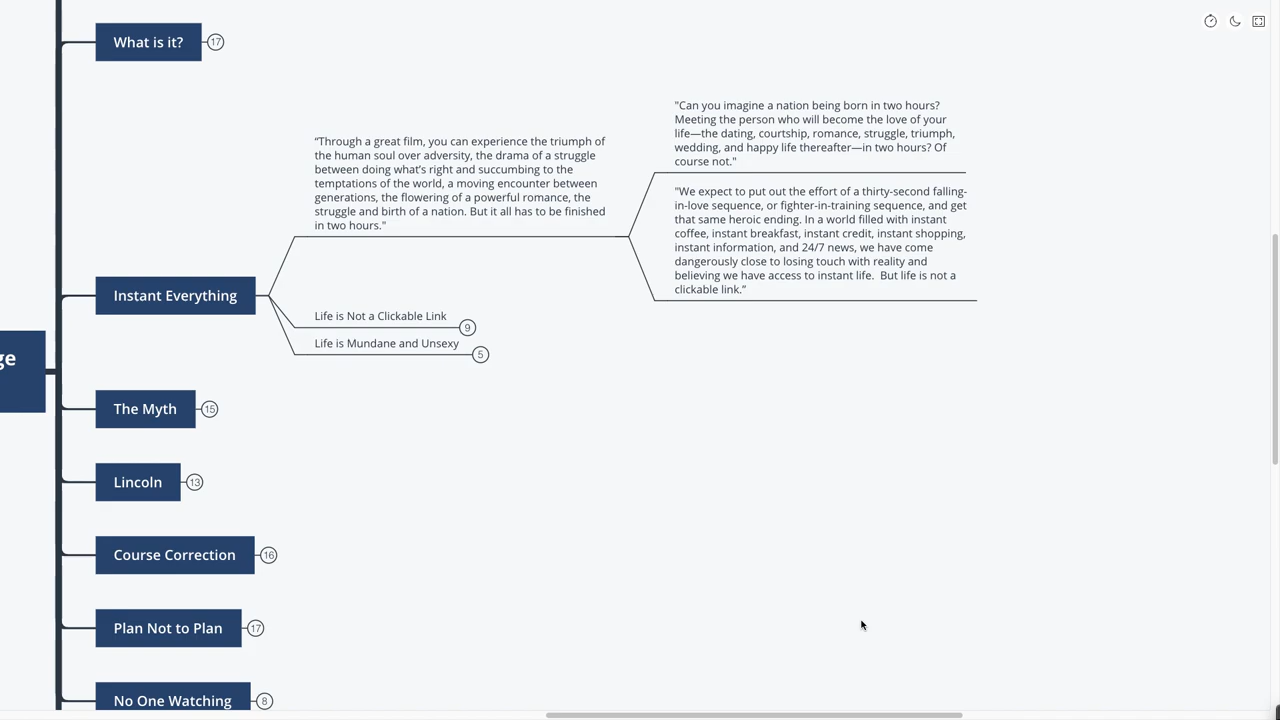 What is it?
17
"Can you imagine a nation being born in two hours?
Meeting the person who will become the love of your
life—the dating, courtship, romance, struggle, triumph,
wedding, and happy life thereafter—in two hours? Of
course not."
“Through a great film, you can experience the triumph of
the human soul over adversity, the drama of a struggle
between doing what’s right and succumbing to the
temptations of the world, a moving encounter between
generations, the flowering of a powerful romance, the
struggle and birth of a nation. But it all has to be finished
in two hours."
"We expect to put out the effort of a thirty-second falling-
in-love sequence, or fighter-in-training sequence, and get
that same heroic ending. In a world filled with instant
coffee, instant breakfast, instant credit, instant shopping,
instant information, and 24/7 news, we have come
dangerously close to losing touch with reality and
believing we have access to instant life.  But life is not a
clickable link.”
Instant Everything
Life is Not a Clickable Link
9
Life is Mundane and Unsexy
5
ge
The Myth
15
Lincoln
13
Course Correction
16
Plan Not to Plan
17
No One Watching
8